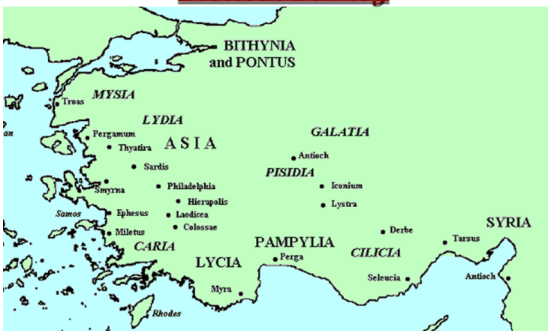 BITHYNIA
and PONTUS
MYSIA
Troas
LYDIA
Pergamum
Thyatira
ASIA
GALATIA
Antioch
Sardis
PISIDIA
Smyrna
Philadelphia
Iconium
Hierapolis
Lystra
Samos
Ephesus
Laodicea
Colossae
Miletus
Derbe
SYRIA
CARIA
PAMPYLIA
Tarsus
CILICIA
LYCIA
Perga
Seleucia
Antioch
Myra
Rhodes